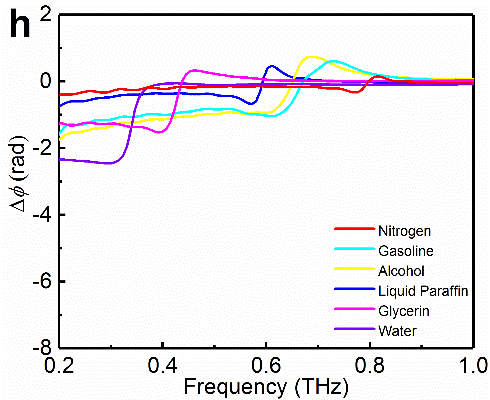 h
2
0
-2
-4
-6
-8
Δϕ (rad)
Nitrogen
Gasoline
Alcohol
Liquid Paraffin
Glycerin
Water
0.2 0.4 0.6 0.8 1.0
Frequency (THz)